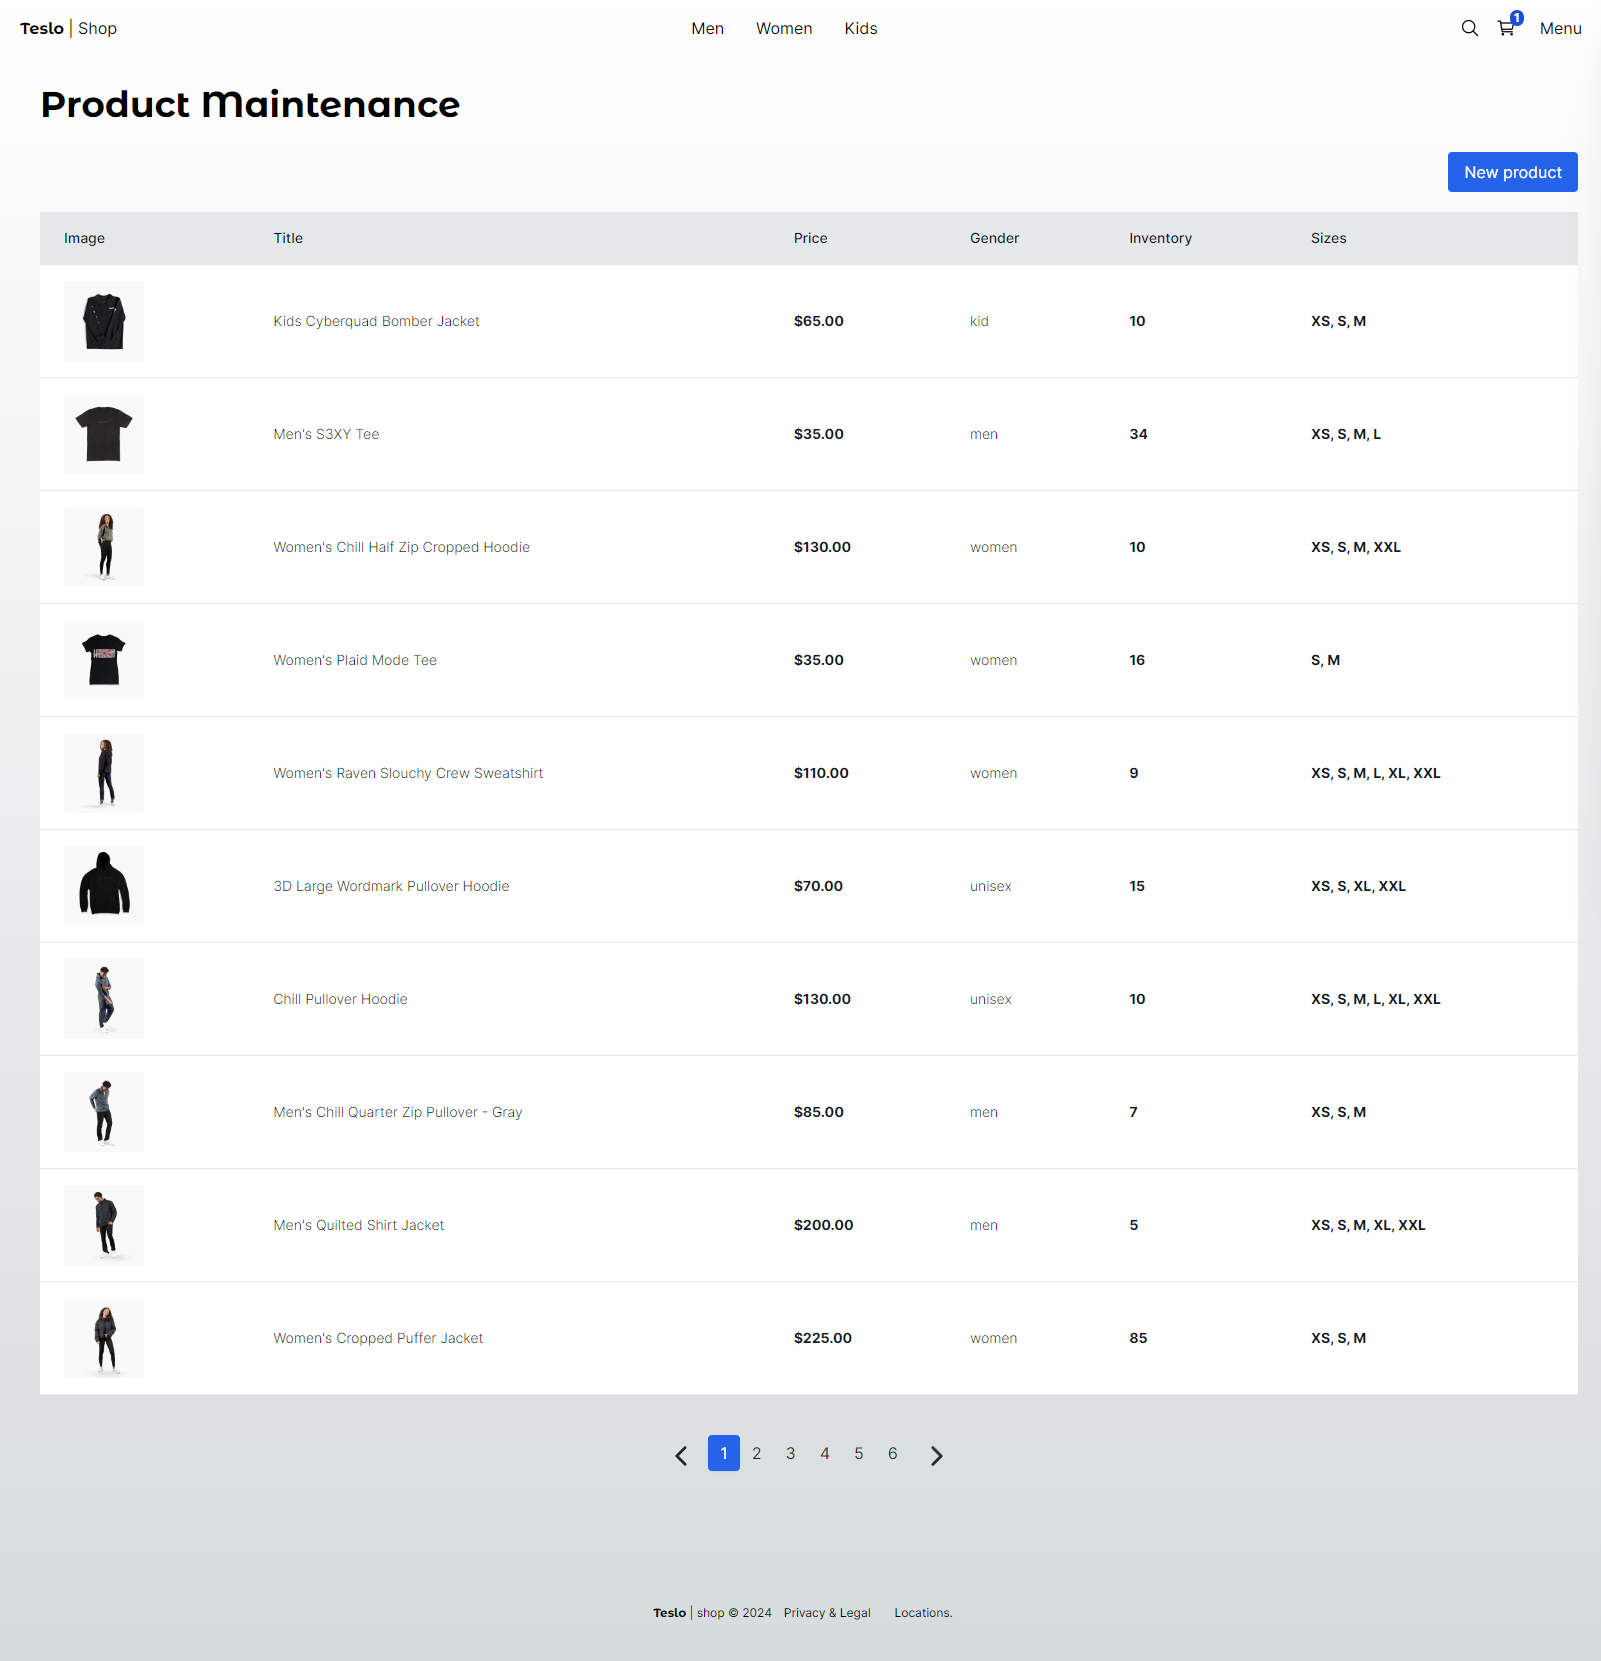 Teslo | Shop Men Women Kids 1 Menu
Product Maintenance
New product
Image Title Price Gender Inventory Sizes
Kids Cyberquad Bomber Jacket $65.00 kid 10 XS, S, M
Men's S3XY Tee $35.00 men 34 XS, S, M, L
Women's Chill Half Zip Cropped Hoodie $130.00 women 10 XS, S, M, XXL
Women's Plaid Mode Tee $35.00 women 16 S, M
Women's Raven Slouchy Crew Sweatshirt $110.00 women 9 XS, S, M, L, XL, XXL
3D Large Wordmark Pullover Hoodie $70.00 unisex 15 XS, S, XL, XXL
Chill Pullover Hoodie $130.00 unisex 10 XS, S, M, L, XL, XXL
Men's Chill Quarter Zip Pullover - Gray $85.00 men 7 XS, S, M
Men's Quilted Shirt Jacket $200.00 men 5 XS, S, M, XL, XXL
Women's Cropped Puffer Jacket $225.00 women 85 XS, S, M
1 2 3 4 5 6
Teslo | shop © 2024 Privacy & Legal Locations.